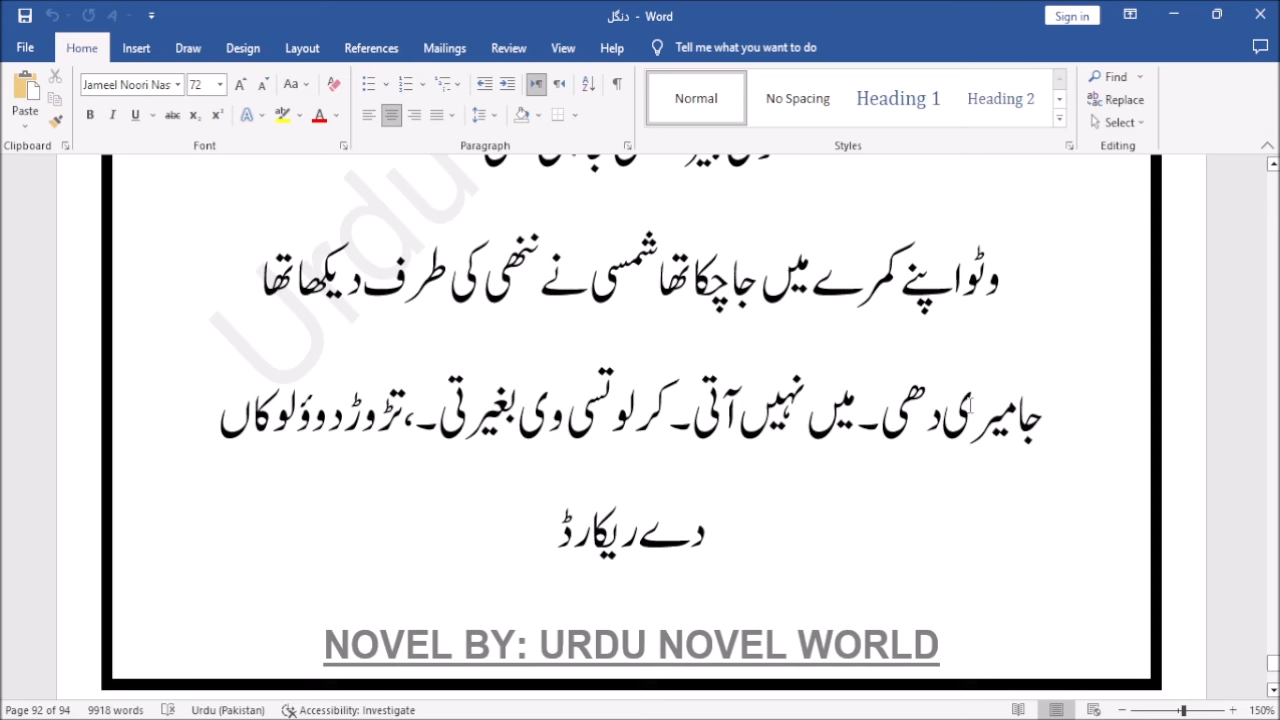 دنگل - Word
Sign in
File Home Insert Draw Design Layout References Mailings Review View Help Tell me what you want to do
Paste
Jameel Noori Nas 72
Normal
No Spacing
Heading 1
Heading 2
Find
Replace
Select
Clipboard Font Paragraph Styles Editing
Urdu
وٹو اپنے کمرے میں جا چکا تھا شمسی نے ننھی کی طرف دیکھا تھا
جا میری دھی۔ میں نہیں آتی۔ کر لو تسی وی بغیرتی۔، تڑوڑ دوؤ لوکاں
دے ریکارڈ
NOVEL BY: URDU NOVEL WORLD
Page 92 of 94 9918 words Urdu (Pakistan) Accessibility: Investigate 150%